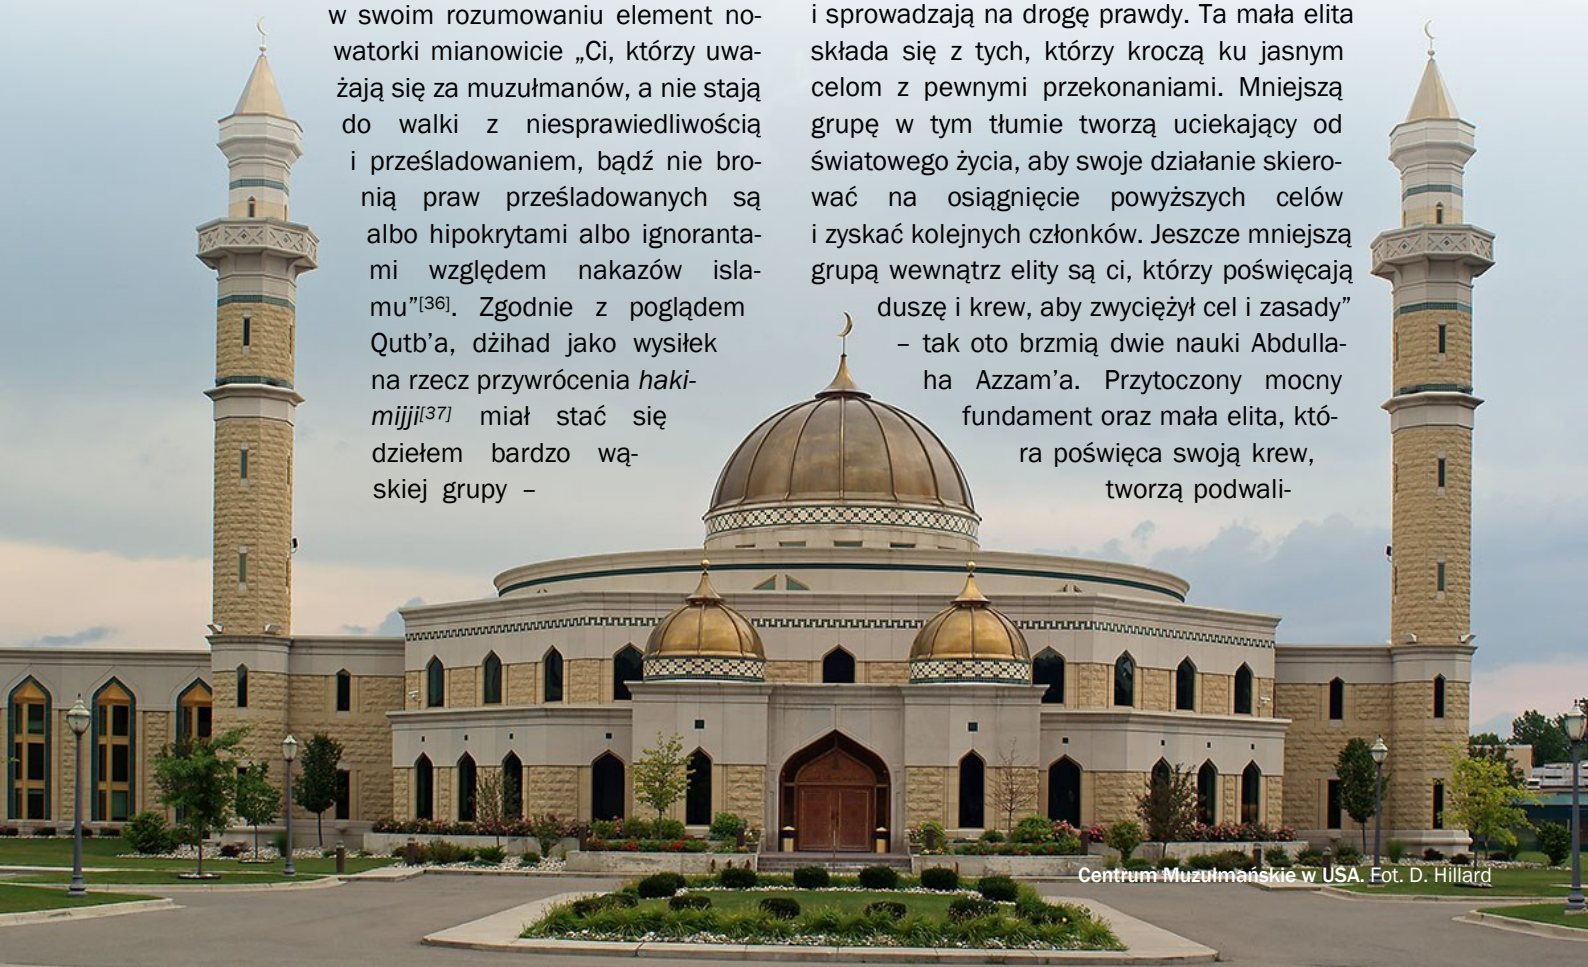 w swoim rozumowaniu element no-
watorki mianowicie „Ci, którzy uwa-
żają się za muzułmanów, a nie stają
do walki z niesprawiedliwością
i prześladowaniem, bądź nie bro-
nią praw prześladowanych są
albo hipokrytami albo ignoranta-
mi względem nakazów isla-
mu”[36]. Zgodnie z poglądem
Qutb’a, dżihad jako wysiłek
na rzecz przywrócenia haki-
mijji[37] miał stać się
dziełem bardzo wą-
skiej grupy –
i sprowadzają na drogę prawdy. Ta mała elita
składa się z tych, którzy kroczą ku jasnym
celom z pewnymi przekonaniami. Mniejszą
grupę w tym tłumie tworzą uciekający od
światowego życia, aby swoje działanie skiero-
wać na osiągnięcie powyższych celów
i zyskać kolejnych członków. Jeszcze mniejszą
grupą wewnątrz elity są ci, którzy poświęcają
duszę i krew, aby zwyciężył cel i zasady”
– tak oto brzmią dwie nauki Abdulla-
ha Azzam’a. Przytoczony mocny
fundament oraz mała elita, któ-
ra poświęca swoją krew,
tworzą podwali-
Centrum Muzułmańskie w USA. Fot. D. Hillard